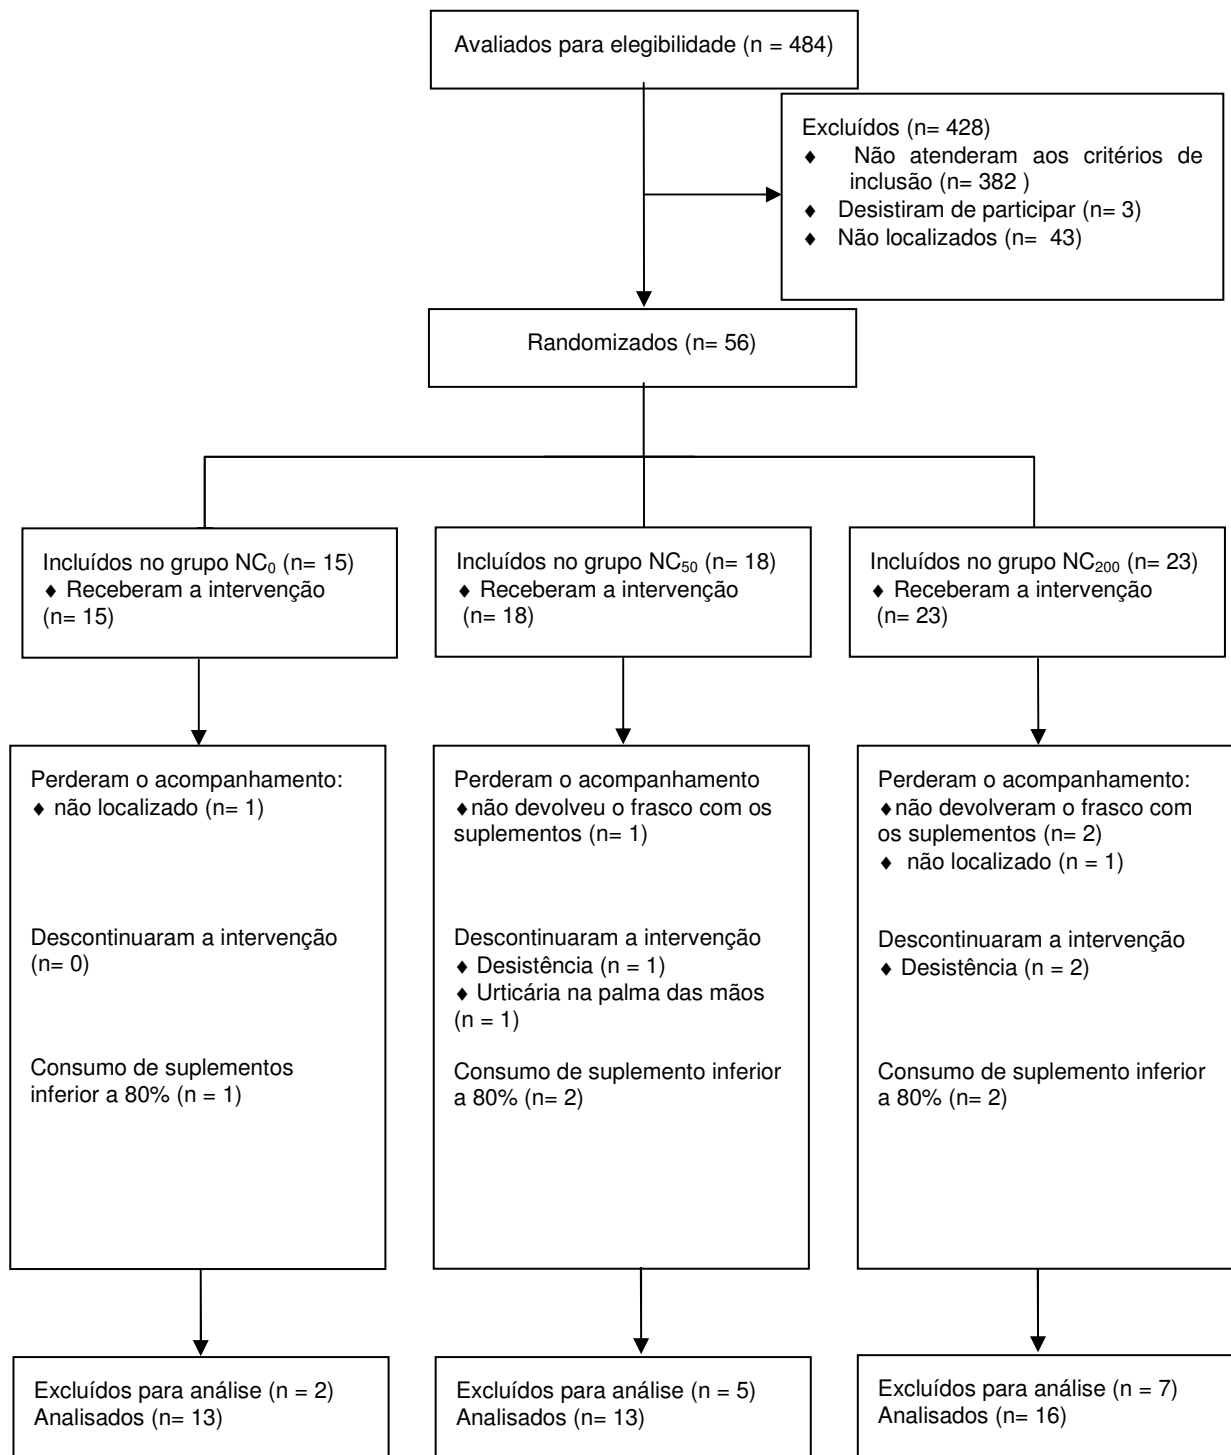 Avaliados para elegibilidade (n = 484)
Excluídos (n= 428)
♦ Não atenderam aos critérios de
inclusão (n= 382 )
♦ Desistiram de participar (n= 3)
♦ Não localizados (n= 43)
Randomizados (n= 56)
Incluídos no grupo NC₀ (n= 15)
♦ Receberam a intervenção
(n= 15)
Incluídos no grupo NC₅₀ (n= 18)
♦ Receberam a intervenção
(n= 18)
Incluídos no grupo NC₂₀₀ (n= 23)
♦ Receberam a intervenção
(n= 23)
Perderam o acompanhamento:
♦ não localizado (n= 1)
Descontinuaram a intervenção
(n= 0)
Consumo de suplementos
inferior a 80% (n = 1)
Perderam o acompanhamento
♦não devolveu o frasco com os
suplementos (n= 1)
Descontinuaram a intervenção
♦ Desistência (n = 1)
♦ Urticária na palma das mãos
(n = 1)
Consumo de suplemento inferior
a 80% (n= 2)
Perderam o acompanhamento:
♦não devolveram o frasco com
os suplementos (n= 2)
♦ não localizado (n = 1)
Descontinuaram a intervenção
♦ Desistência (n = 2)
Consumo de suplemento inferior
a 80% (n= 2)
Excluídos para análise (n = 2)
Analisados (n= 13)
Excluídos para análise (n = 5)
Analisados (n= 13)
Excluídos para análise (n = 7)
Analisados (n= 16)